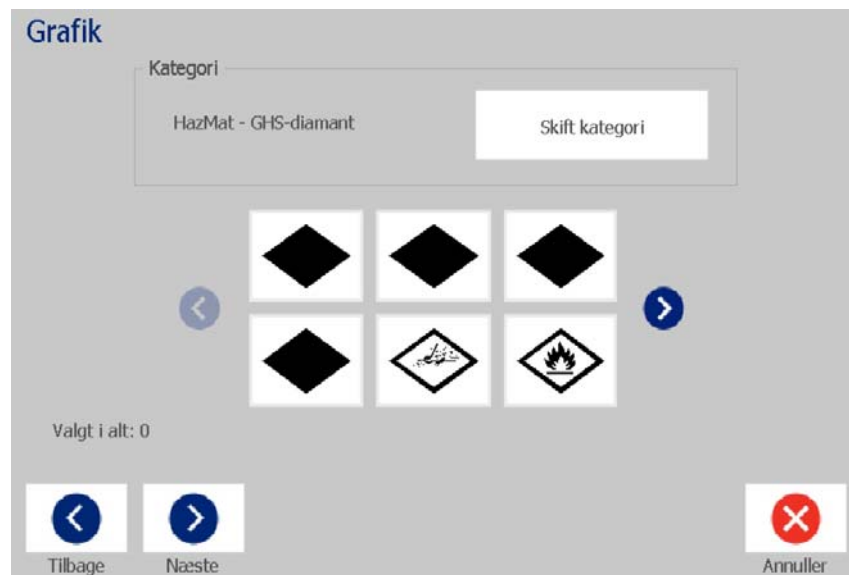 Grafik
Kategori
HazMat - GHS-diamant
Skift kategori
Valgt i alt: 0
Tilbage
Næste
Annuller